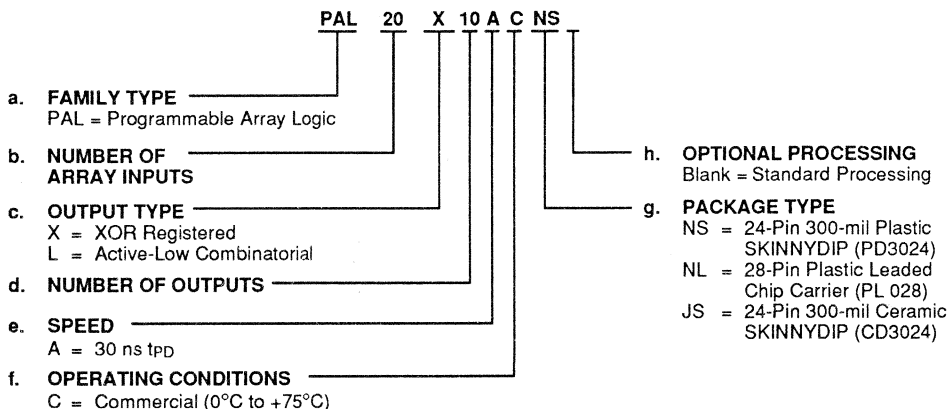 PAL 20 X 10 A C NS
a. FAMILY TYPE
PAL = Programmable Array Logic
b. NUMBER OF
ARRAY INPUTS
c. OUTPUT TYPE
X = XOR Registered
L = Active-Low Combinatorial
d. NUMBER OF OUTPUTS
e. SPEED
A = 30 ns tPD
f. OPERATING CONDITIONS
C = Commercial (0°C to +75°C)
h. OPTIONAL PROCESSING
Blank = Standard Processing
g. PACKAGE TYPE
NS = 24-Pin 300-mil Plastic
SKINNYDIP (PD3024)
NL = 28-Pin Plastic Leaded
Chip Carrier (PL 028)
JS = 24-Pin 300-mil Ceramic
SKINNYDIP (CD3024)